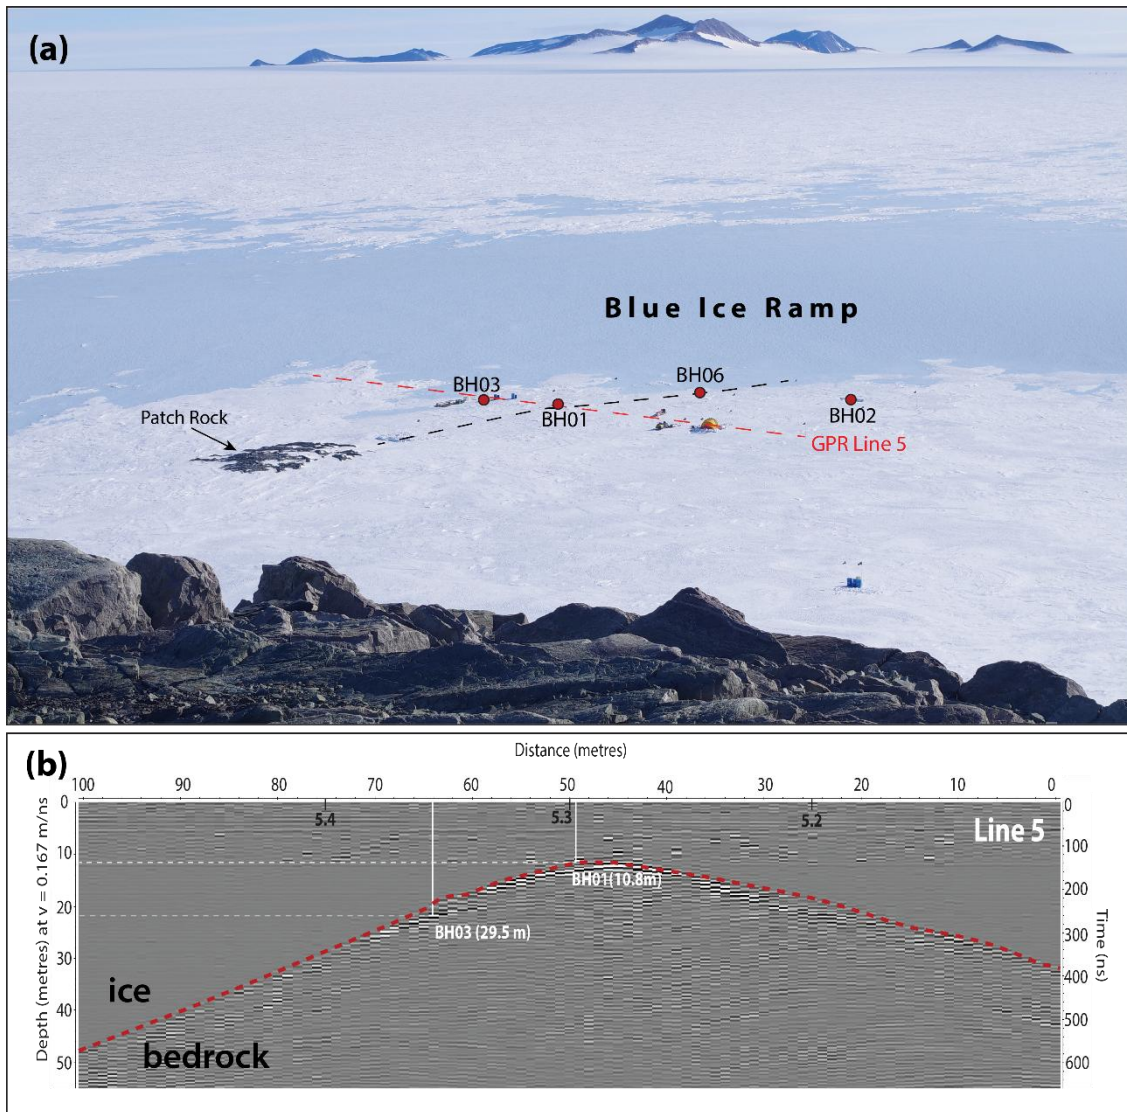 (a)
Blue Ice Ramp
BH03
BH06
BH01
BH02
Patch Rock
GPR Line 5
(b)
Distance (metres)
100 90 80 70 60 50 40 30 20 10 0
0 0
5.4 5.3 5.2 Line 5
100
10
BH01(10.8m)
200
20
BH03 (29.5 m)
300
30
ice
400
40
500
bedrock
50
600
Depth (metres) at v = 0.167 m/ns
Time (ns)